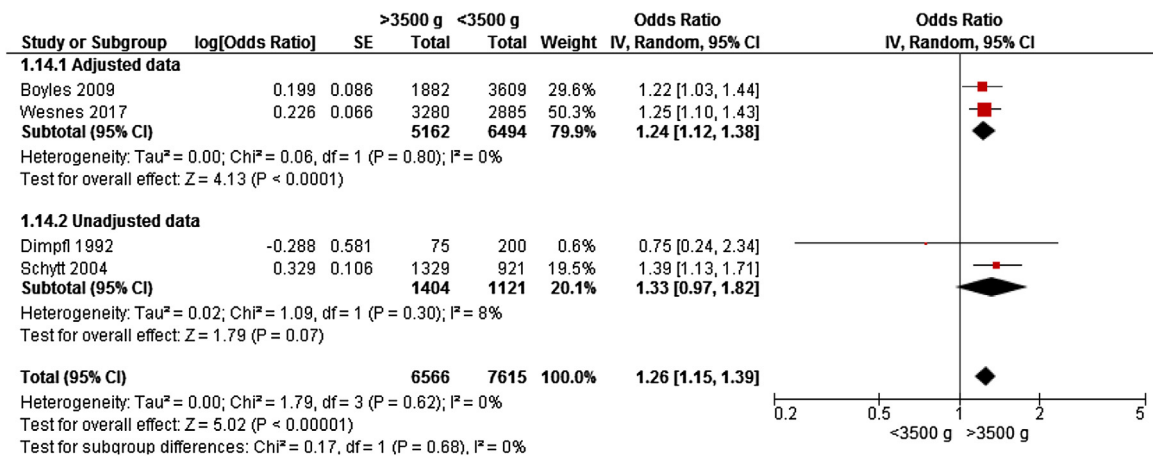 >3500 g <3500 g Odds Ratio Odds Ratio
Study or Subgroup log[Odds Ratio] SE Total Total Weight IV, Random, 95% CI IV, Random, 95% CI
1.14.1 Adjusted data
Boyles 2009 0.199 0.086 1882 3609 29.6% 1.22 [1.03, 1.44]
Wesnes 2017 0.226 0.066 3280 2885 50.3% 1.25 [1.10, 1.43]
Subtotal (95% CI) 5162 6494 79.9% 1.24 [1.12, 1.38]
Heterogeneity: Tau² = 0.00; Chi² = 0.06, df = 1 (P = 0.80); I² = 0%
Test for overall effect: Z = 4.13 (P < 0.0001)
1.14.2 Unadjusted data
Dimpfl 1992 -0.288 0.581 75 200 0.6% 0.75 [0.24, 2.34]
Schytt 2004 0.329 0.106 1329 921 19.5% 1.39 [1.13, 1.71]
Subtotal (95% CI) 1404 1121 20.1% 1.33 [0.97, 1.82]
Heterogeneity: Tau² = 0.02; Chi² = 1.09, df = 1 (P = 0.30); I² = 8%
Test for overall effect: Z = 1.79 (P = 0.07)
Total (95% CI) 6566 7615 100.0% 1.26 [1.15, 1.39]
Heterogeneity: Tau² = 0.00; Chi² = 1.79, df = 3 (P = 0.62); I² = 0%
Test for overall effect: Z = 5.02 (P < 0.00001)
Test for subgroup differences: Chi² = 0.17, df = 1 (P = 0.68), I² = 0%
0.2 0.5 1 2 5
<3500 g >3500 g